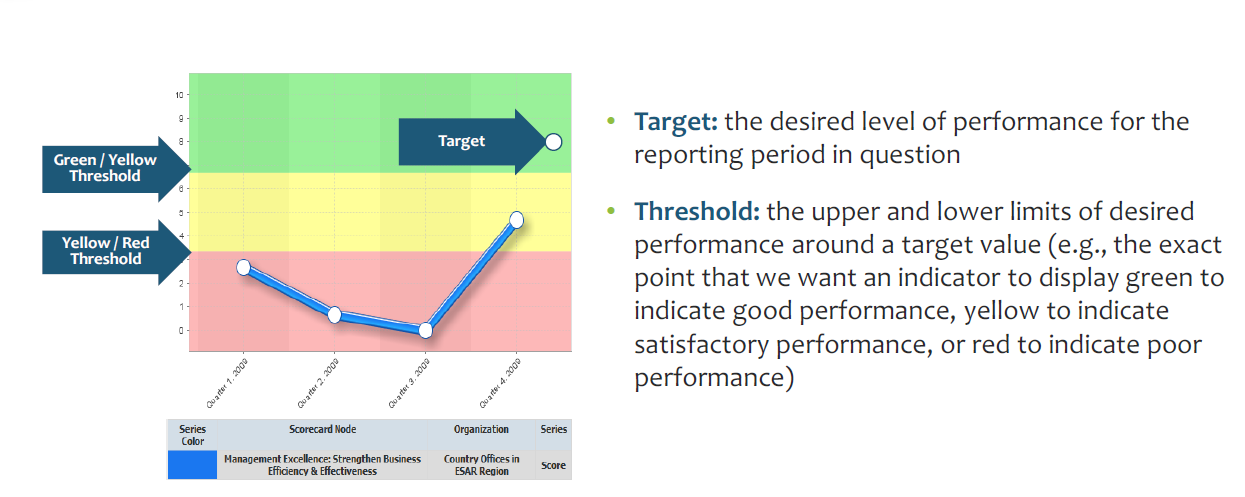 10
9
8
Target
Green / Yellow
Threshold
6
5
Yellow / Red
Threshold
4
2
1
0
Quarter 1, 2009
Quarter 2, 2009
Quarter 3, 2009
Quarter 4, 2009
Series
Color
Scorecard Node
Organization
Series
Management Excellence: Strengthen Business
Efficiency & Effectiveness
Country Offices in
ESAR Region
Score
• Target: the desired level of performance for the
reporting period in question
• Threshold: the upper and lower limits of desired
performance around a target value (e.g., the exact
point that we want an indicator to display green to
indicate good performance, yellow to indicate
satisfactory performance, or red to indicate poor
performance)